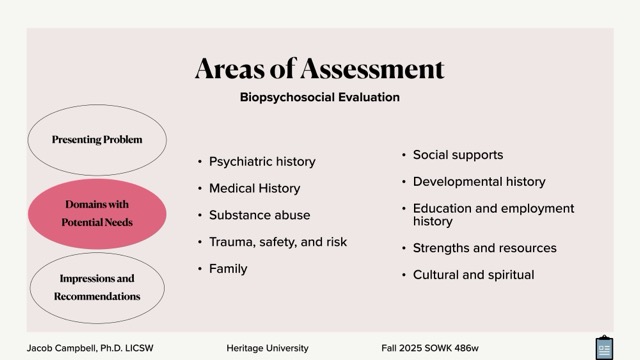 Areas of Assessment
Biopsychosocial Evaluation
Presenting Problem
Domains with
Potential Needs
Impressions and
Recommendations
• Psychiatric history
• Medical History
• Substance abuse
• Trauma, safety, and risk
• Family
• Social supports
• Developmental history
• Education and employment
history
• Strengths and resources
• Cultural and spiritual
Jacob Campbell, Ph.D. LICSW
Heritage University
Fall 2025 SOWK 486w